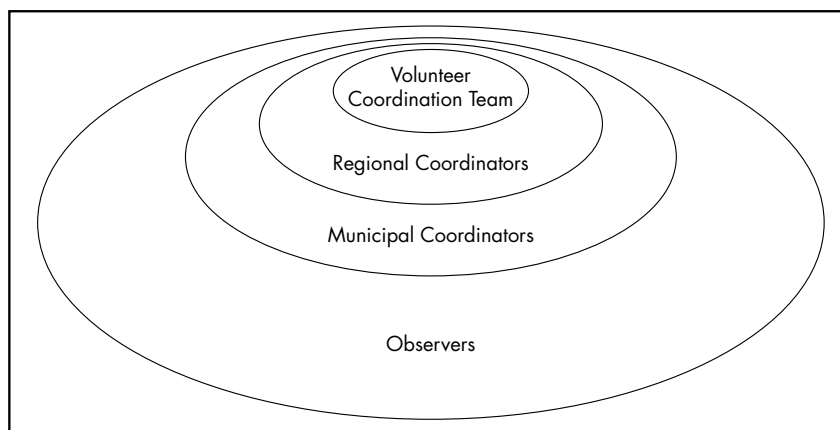 Volunteer
Coordination Team
Regional Coordinators
Municipal Coordinators
Observers